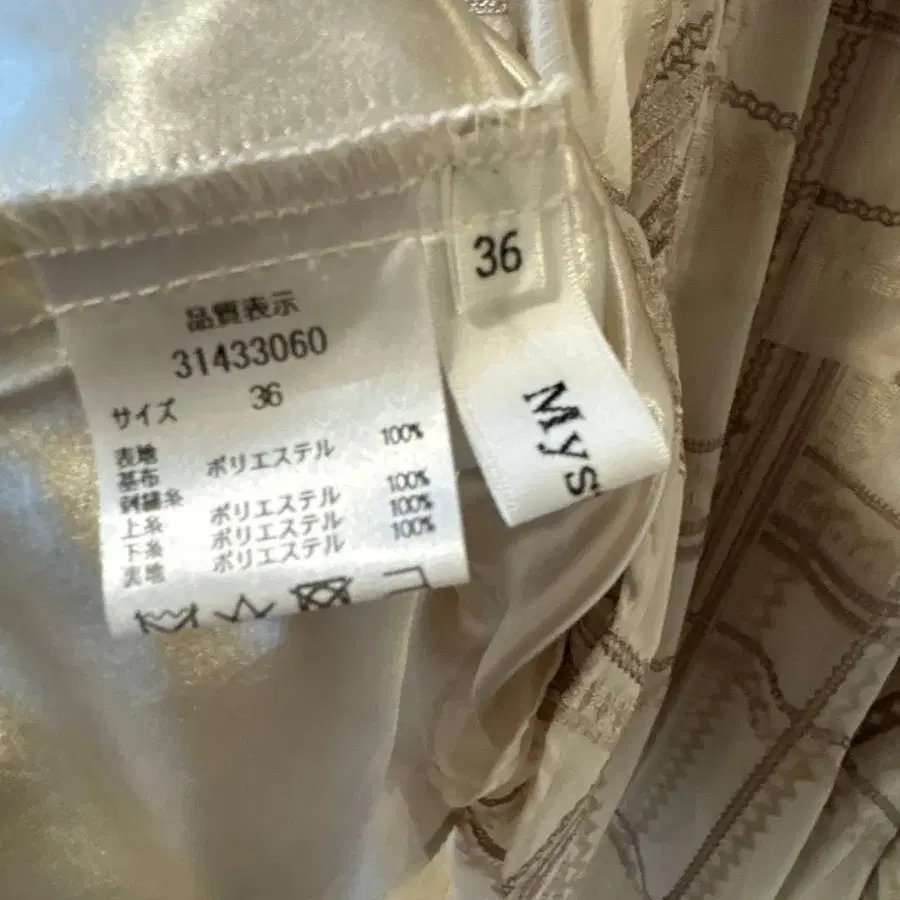 品質表示
31433060
サイズ 36
表地
基布 ポリエステル 100%
刺繍糸
上糸 ポリエステル 100%
下糸 ポリエステル 100%
表地 ポリエステル 100%
36
Mys